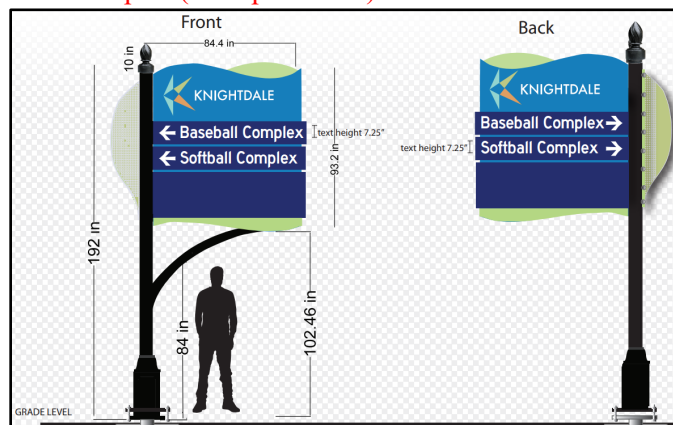 Front
Back
84.4 in
10 in
KNIGHTDALE
← Baseball Complex
← Softball Complex
text height 7.25"
93.2 in
192 in
84 in
102.46 in
GRADE LEVEL
KNIGHTDALE
Baseball Complex →
Softball Complex →
text height 7.25"